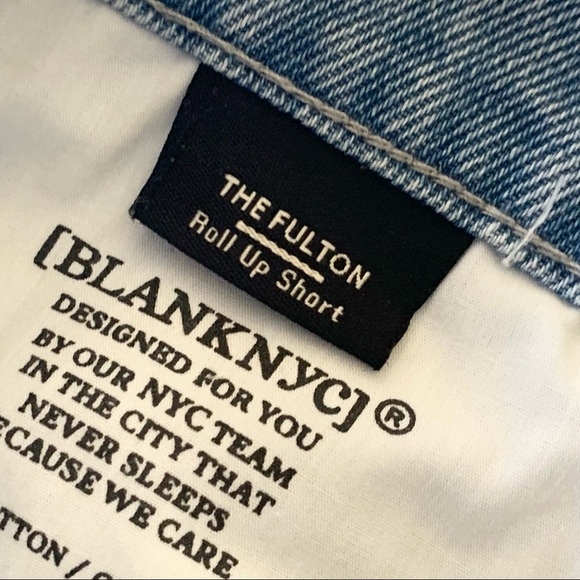 THE FULTON
Roll Up Short
[BLANKNYC]®
DESIGNED FOR YOU
BY OUR NYC TEAM
IN THE CITY THAT
NEVER SLEEPS
ECAUSE WE CARE
TTON /